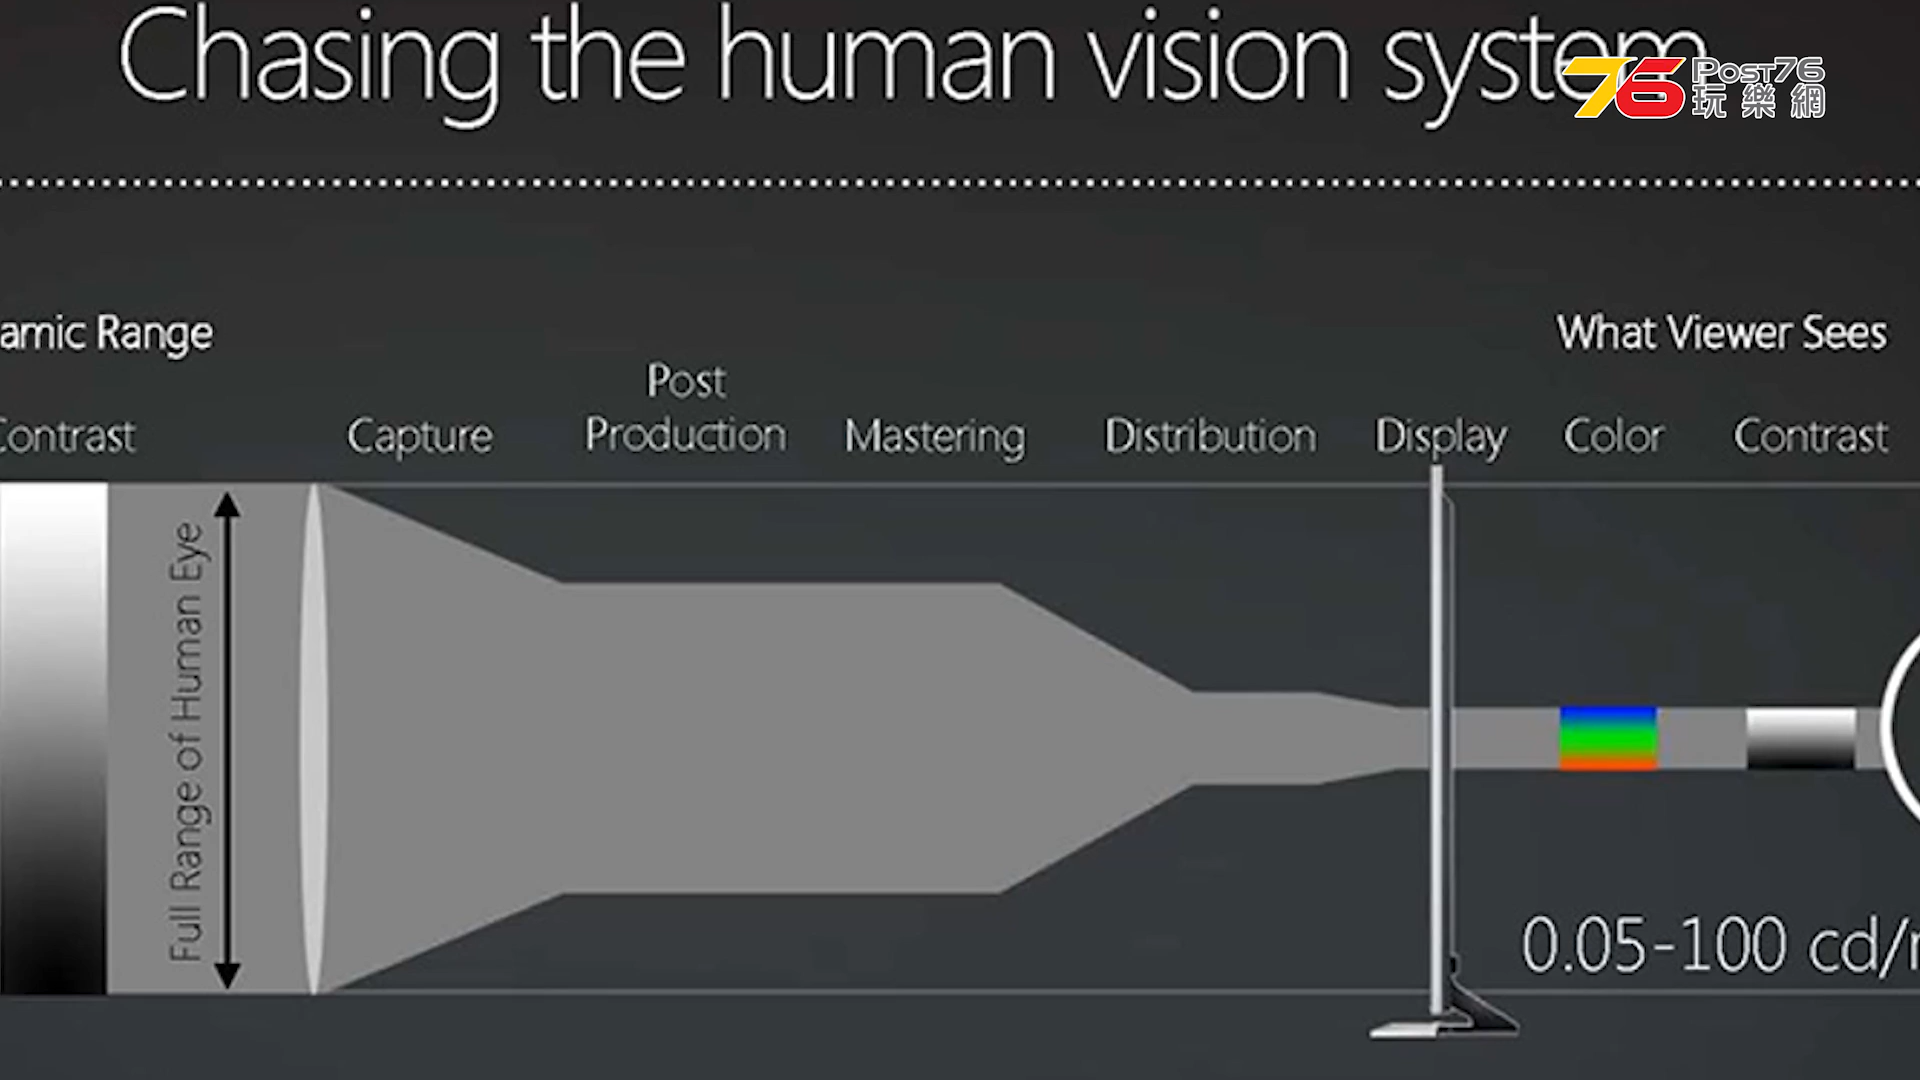 Chasing the human vision system
76 Post76
玩樂網
amic Range
What Viewer Sees
Contrast
Capture
Post
Production
Mastering
Distribution
Display
Color
Contrast
Full Range of Human Eye
0.05-100 cd/